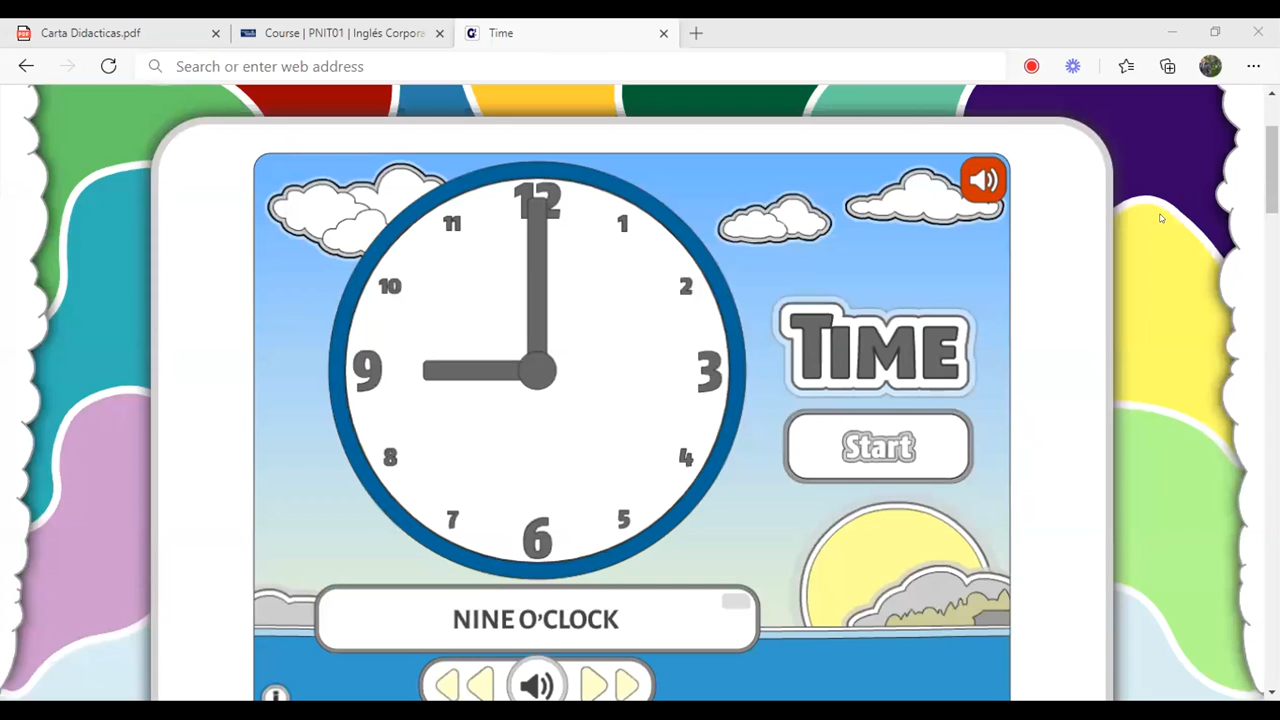 Carta Didacticas.pdf
Course | PNIT01 | Inglés Corpora
Time
Search or enter web address
12
11
1
10
2
9
3
8
4
7
5
6
TIME
Start
NINE O'CLOCK
i